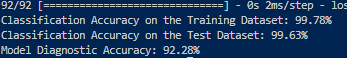 92/92 [==============================] - 0s 2ms/step - los
Classification Accuracy on the Training Dataset: 99.78%
Classification Accuracy on the Test Dataset: 99.63%
Model Diagnostic Accuracy: 92.28%